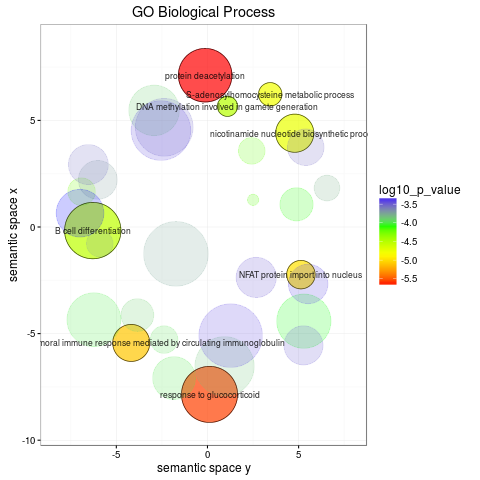 GO Biological Process
protein deacetylation
S-adenosylhomocysteine metabolic process
DNA methylation involved in gamete generation
nicotinamide nucleotide biosynthetic proc
B cell differentiation
NFAT protein import into nucleus
noral immune response mediated by circulating immunoglobulin
response to glucocorticoid
5
0
-5
-10
-5
0
5
semantic space y
semantic space x
log10_p_value
-3.5
-4.0
-4.5
-5.0
-5.5